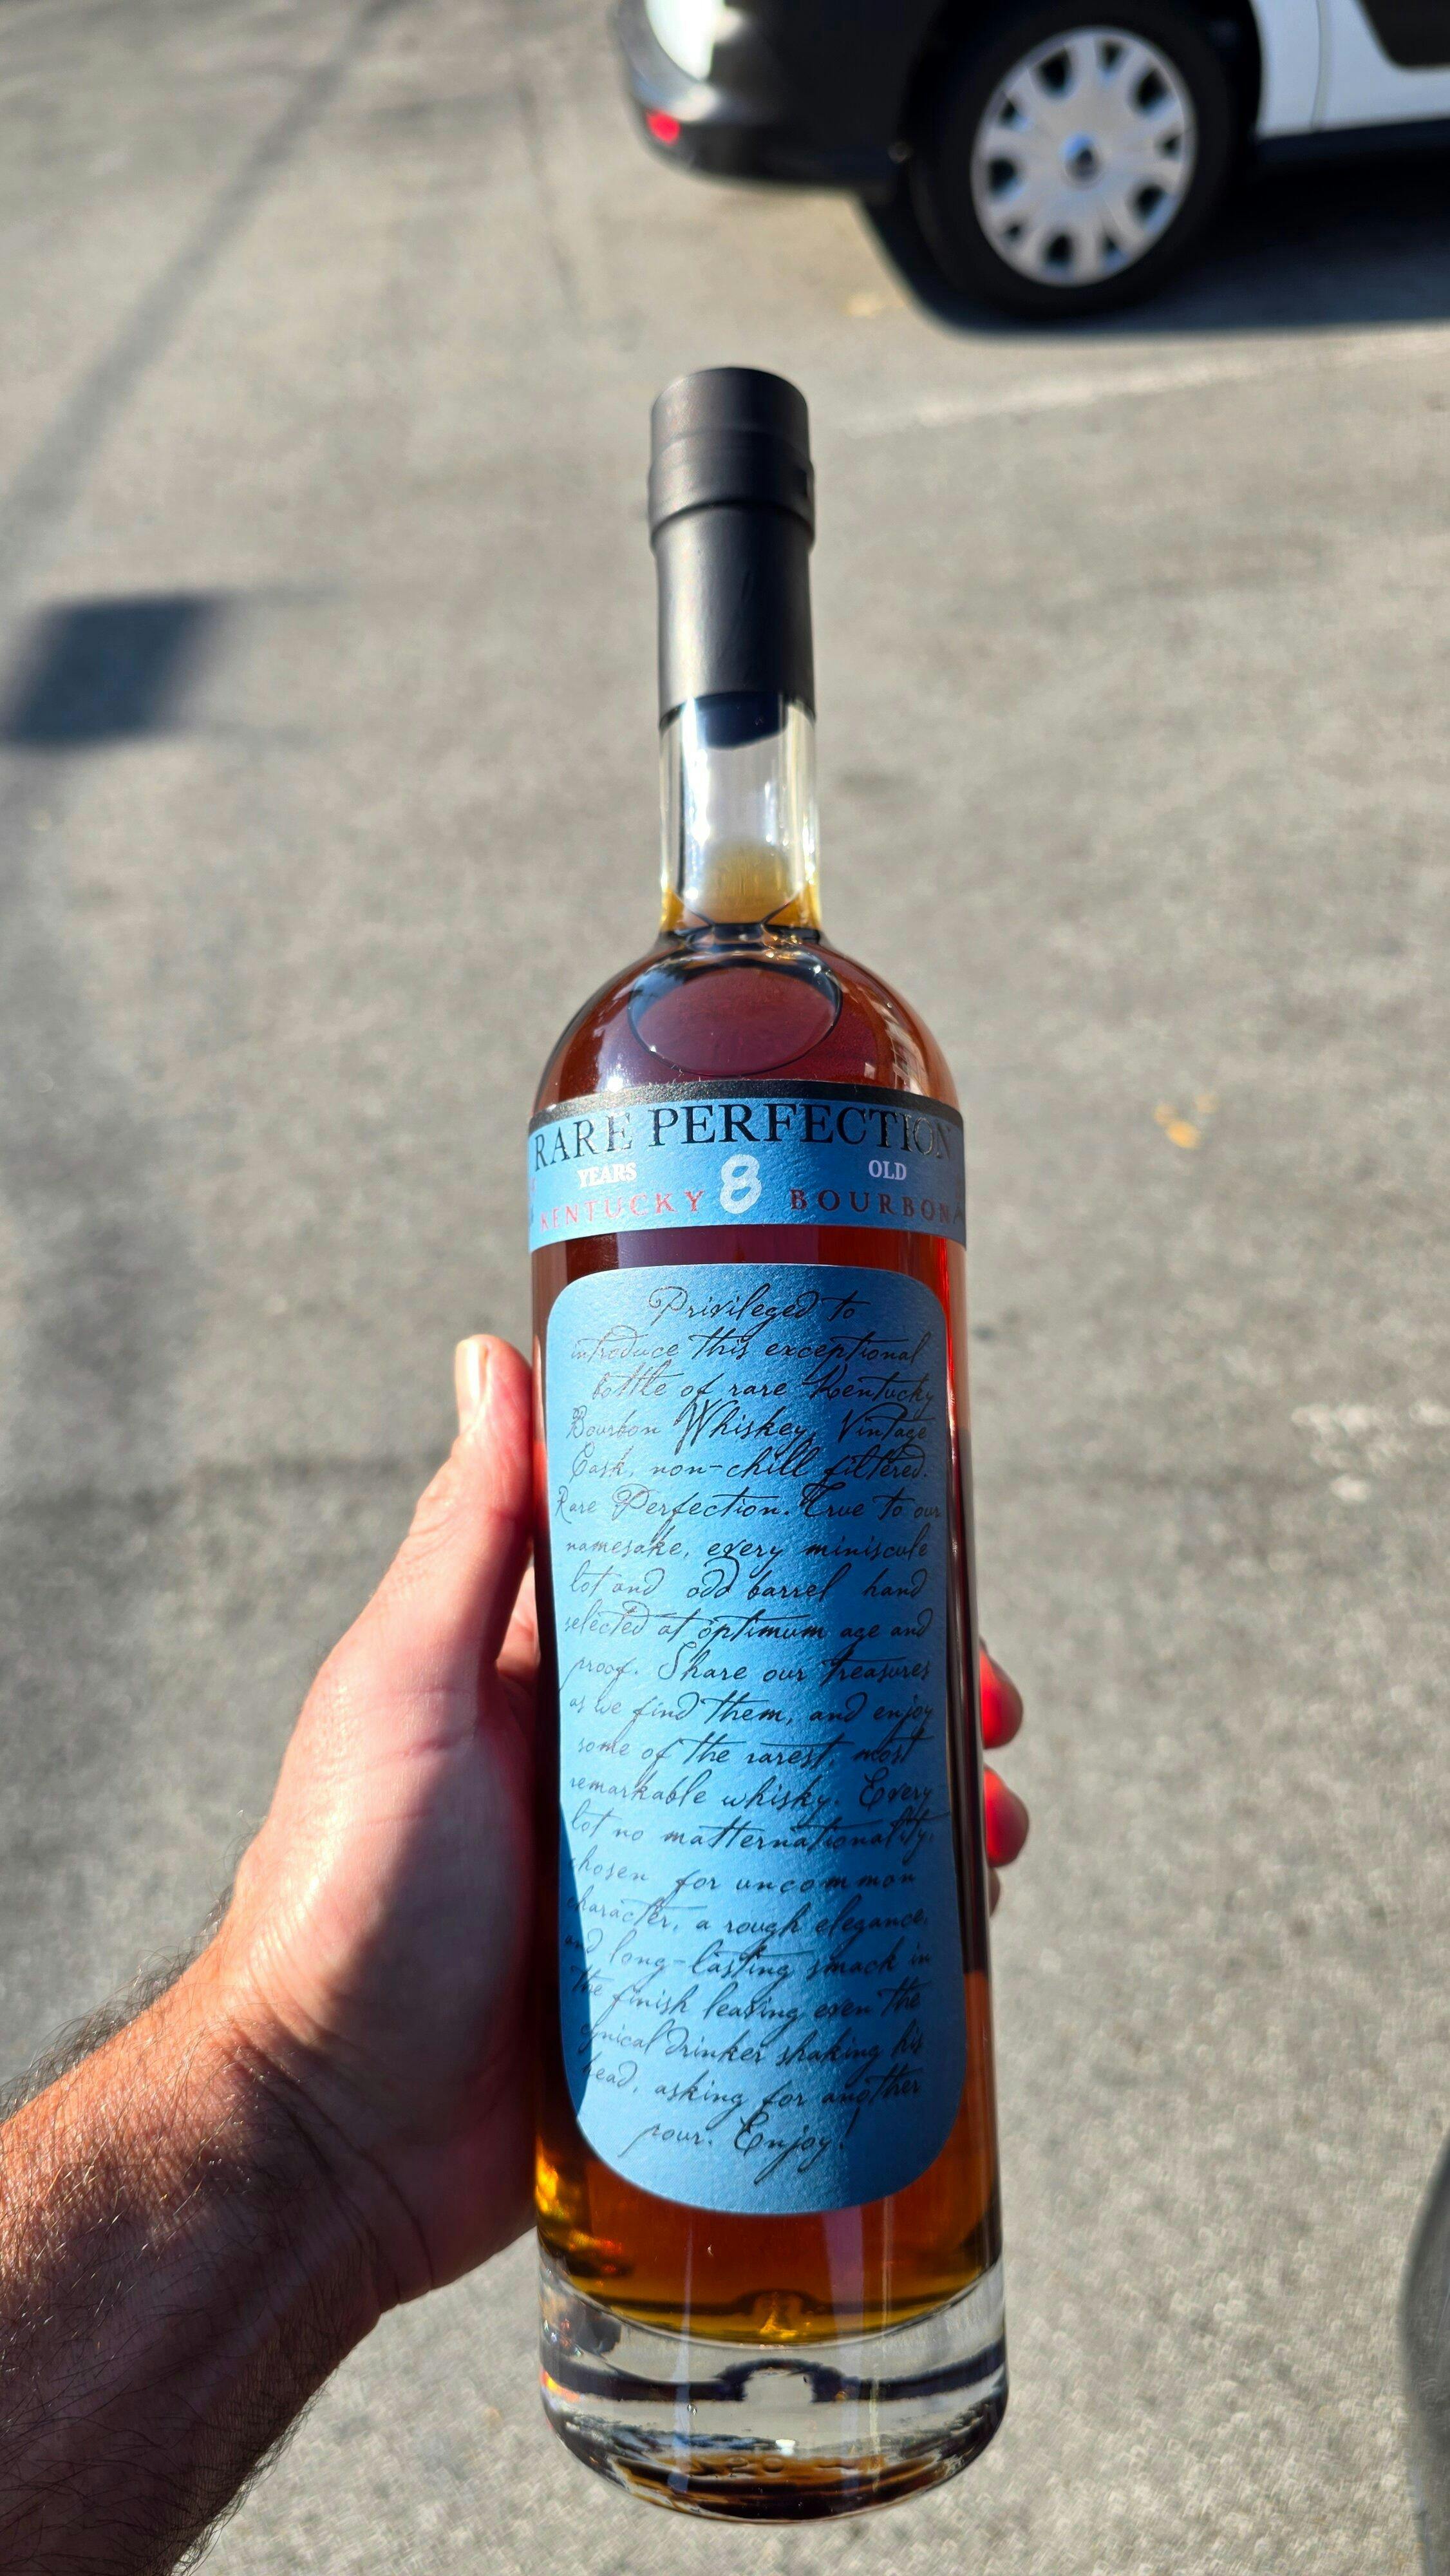 RARE PERFECTION
YEARS 8 OLD
KENTUCKY BOURBON
Privileged to
introduce this exceptional
bottle of rare Kentucky
Bourbon Whiskey, Vintage
Cask, non-chill filtered.
Rare Perfection. True to our
namesake, every miniscule
lot and odd barrel hand
selected at optimum age and
proof. Share our treasures
as we find them, and enjoy
some of the rarest, most
remarkable whisky. Every
lot no matternationality,
chosen for uncommon
character, a rough elegance,
and long-lasting smack in
the finish leaving even the
cynical drinker shaking his
head, asking for another
pour. Enjoy!